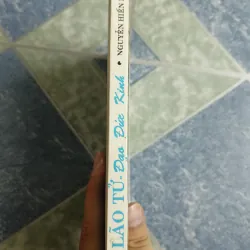 NGUYỄN HIẾN
LÃO TỬ - Đạo Đức Kinh